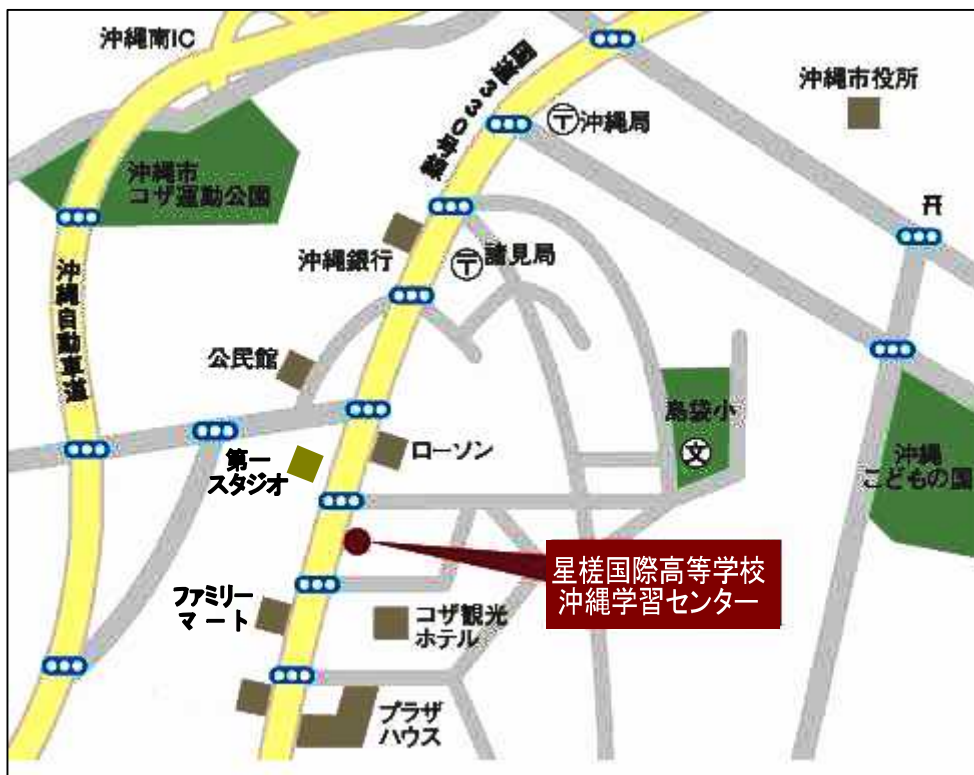 沖縄南IC
国道330号線
沖縄市役所
〒沖縄局
沖縄市
コザ運動公園
沖縄銀行
〒諸見局
沖縄自動車道
公民館
島袋小
文
ローソン
第一
スタジオ
沖縄
こどもの国
星槎国際高等学校
沖縄学習センター
ファミリー
マート
コザ観光
ホテル
プラザ
ハウス